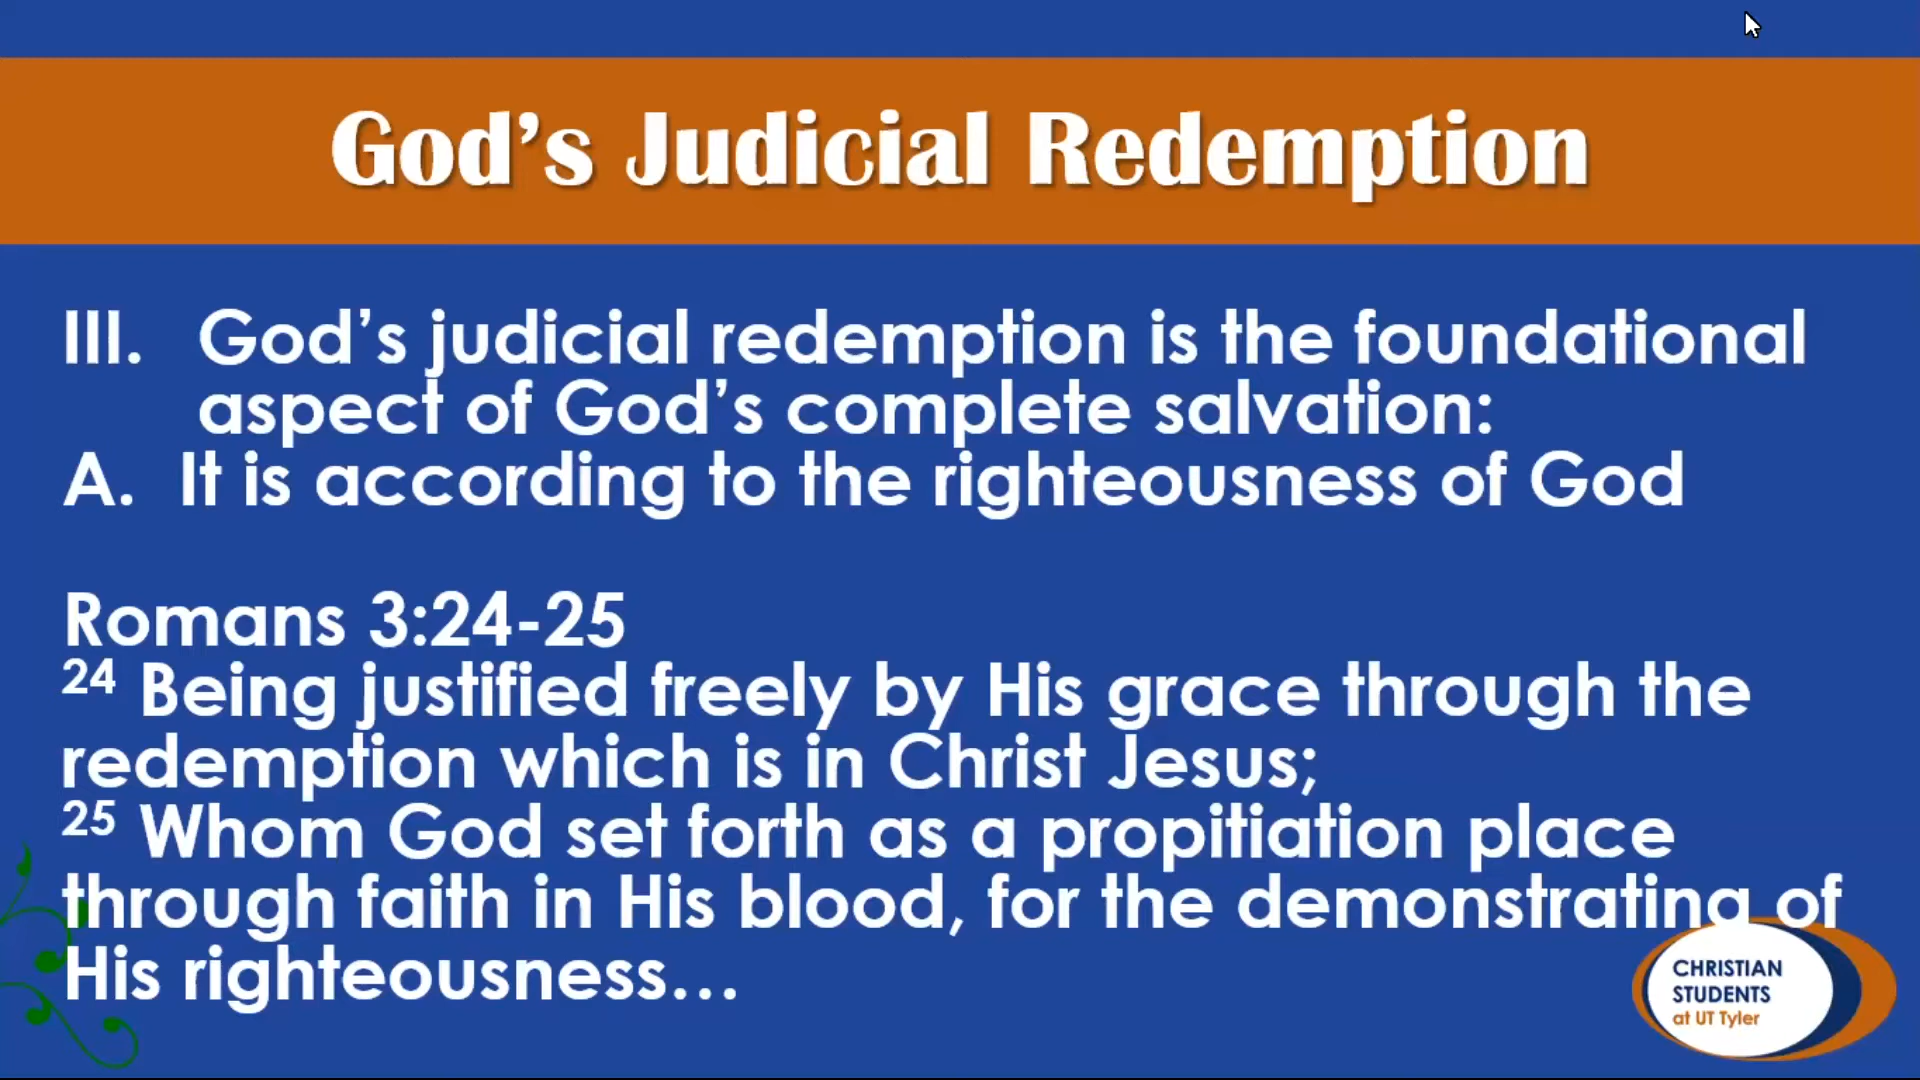 God’s Judicial Redemption
III. God’s judicial redemption is the foundational
aspect of God’s complete salvation:
A. It is according to the righteousness of God
Romans 3:24-25
24 Being justified freely by His grace through the
redemption which is in Christ Jesus;
25 Whom God set forth as a propitiation place
through faith in His blood, for the demonstrating of
His righteousness…
CHRISTIAN
STUDENTS
at UT Tyler